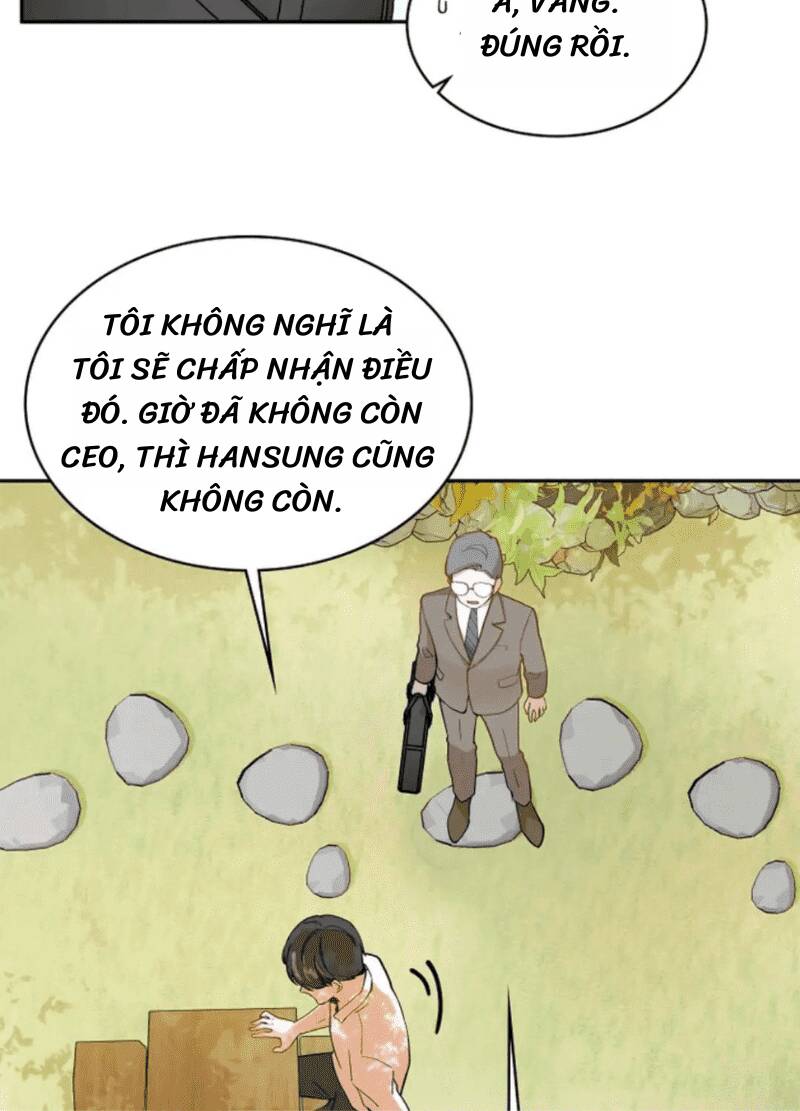 À, VÂNG.
ĐÚNG RỒI.
TÔI KHÔNG NGHĨ LÀ
TÔI SẼ CHẤP NHẬN ĐIỀU
ĐÓ. GIỜ ĐÃ KHÔNG CÒN
CEO, THÌ HANSUNG CŨNG
KHÔNG CÒN.